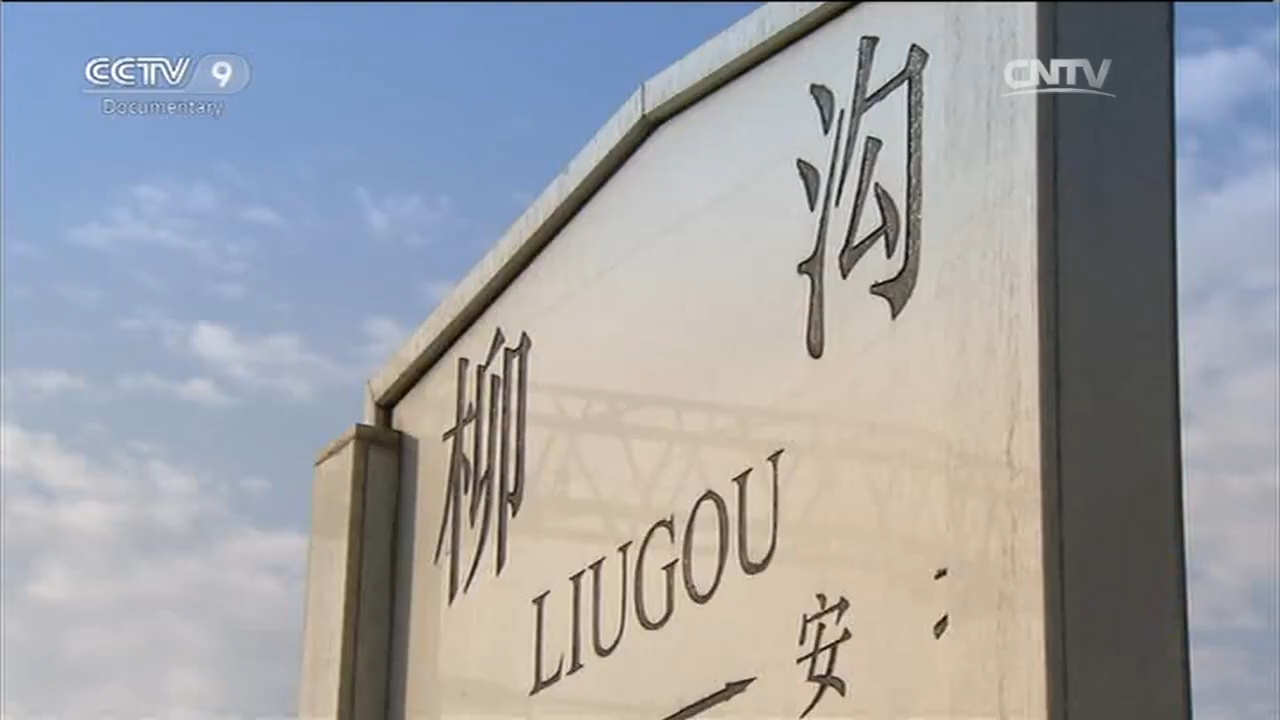 CCTV 9
Documentary
CNTV
柳 沟
LIUGOU
安